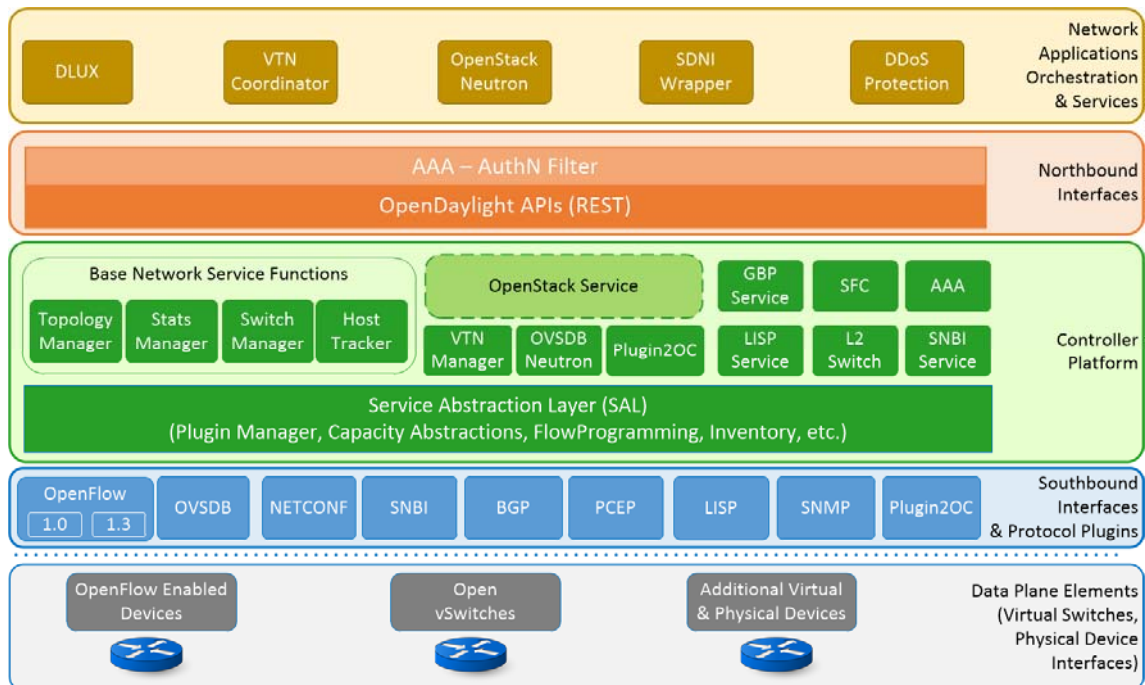 DLUX
VTN
Coordinator
OpenStack
Neutron
SDNI
Wrapper
DDoS
Protection
Network
Applications
Orchestration
& Services
AAA – AuthN Filter
OpenDaylight APIs (REST)
Northbound
Interfaces
Base Network Service Functions
Topology
Manager
Stats
Manager
Switch
Manager
Host
Tracker
OpenStack Service
VTN
Manager
OVSDB
Neutron
Plugin2OC
GBP
Service
SFC
AAA
LISP
Service
L2
Switch
SNBI
Service
Controller
Platform
Service Abstraction Layer (SAL)
(Plugin Manager, Capacity Abstractions, FlowProgramming, Inventory, etc.)
OpenFlow
1.0
1.3
OVSDB
NETCONF
SNBI
BGP
PCEP
LISP
SNMP
Plugin2OC
Southbound
Interfaces
& Protocol Plugins
OpenFlow Enabled
Devices
Open
vSwitches
Additional Virtual
& Physical Devices
Data Plane Elements
(Virtual Switches,
Physical Device
Interfaces)